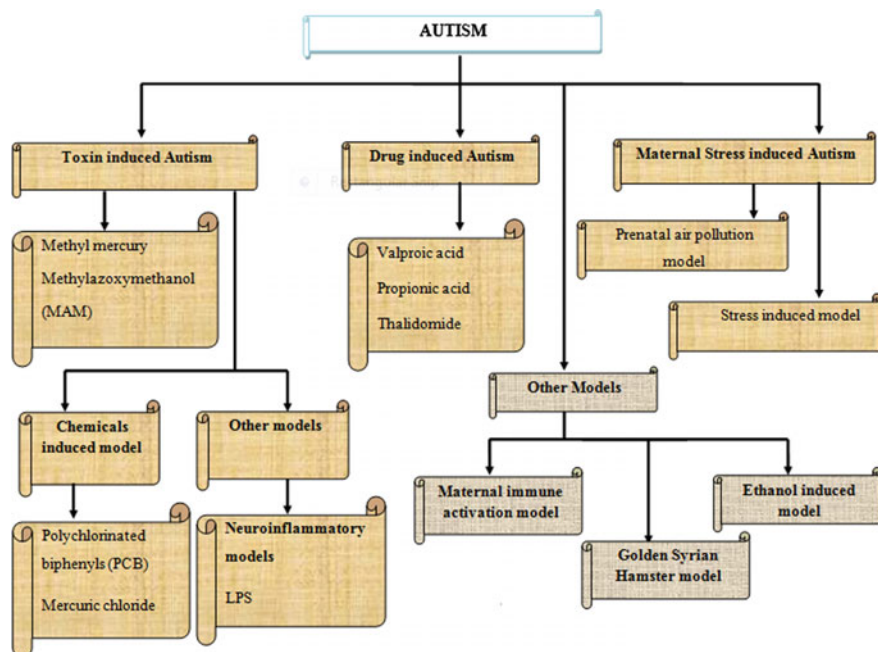 AUTISM
Toxin induced Autism
Drug induced Autism
Maternal Stress induced Autism
Methyl mercury
Methylazoxymethanol
(MAM)
Valproic acid
Propionic acid
Thalidomide
Prenatal air pollution
model
Stress induced model
Other Models
Chemicals
induced model
Other models
Maternal immune
activation model
Ethanol induced
model
Golden Syrian
Hamster model
Polychlorinated
biphenyls (PCB)
Mercuric chloride
Neuroinflammatory
models
LPS